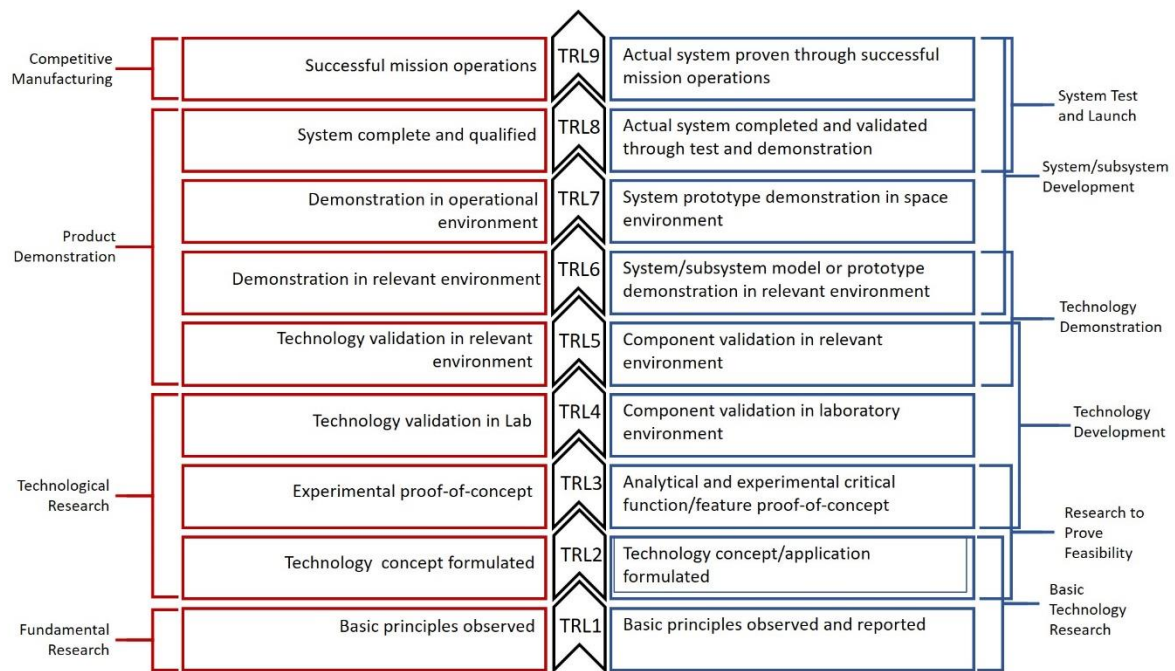 Competitive
Manufacturing
Successful mission operations
TRL9
Actual system proven through successful
mission operations
System Test
and Launch
System complete and qualified
TRL8
Actual system completed and validated
through test and demonstration
System/subsystem
Development
Product
Demonstration
Demonstration in operational
environment
TRL7
System prototype demonstration in space
environment
Demonstration in relevant environment
TRL6
System/subsystem model or prototype
demonstration in relevant environment
Technology
Demonstration
Technology validation in relevant
environment
TRL5
Component validation in relevant
environment
Technology validation in Lab
TRL4
Component validation in laboratory
environment
Technology
Development
Technological
Research
Experimental proof-of-concept
TRL3
Analytical and experimental critical
function/feature proof-of-concept
Research to
Prove
Feasibility
Technology concept formulated
TRL2
Technology concept/application
formulated
Basic
Technology
Research
Fundamental
Research
Basic principles observed
TRL1
Basic principles observed and reported